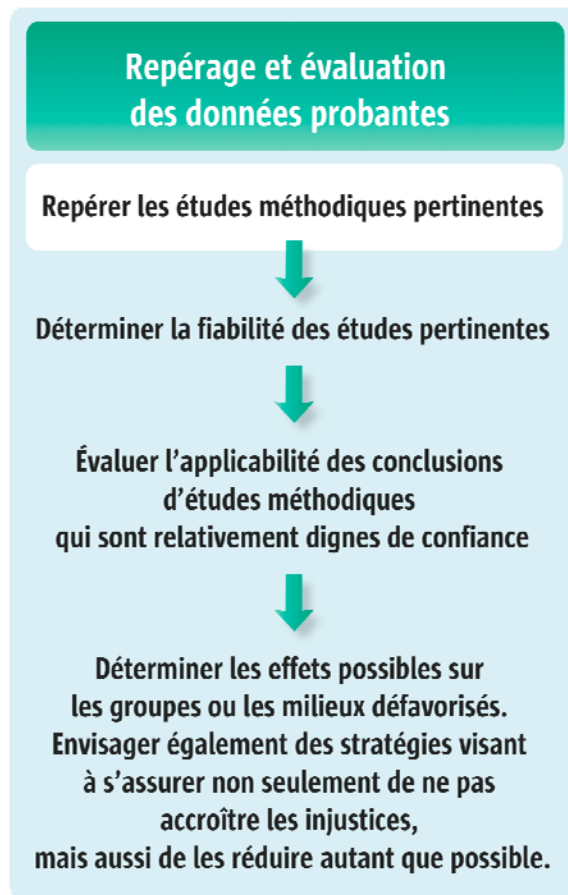 Repérage et évaluation
des données probantes
Repérer les études méthodiques pertinentes
Déterminer la fiabilité des études pertinentes
Évaluer l’applicabilité des conclusions
d’études méthodiques
qui sont relativement dignes de confiance
Déterminer les effets possibles sur
les groupes ou les milieux défavorisés.
Envisager également des stratégies visant
à s’assurer non seulement de ne pas
accroître les injustices,
mais aussi de les réduire autant que possible.